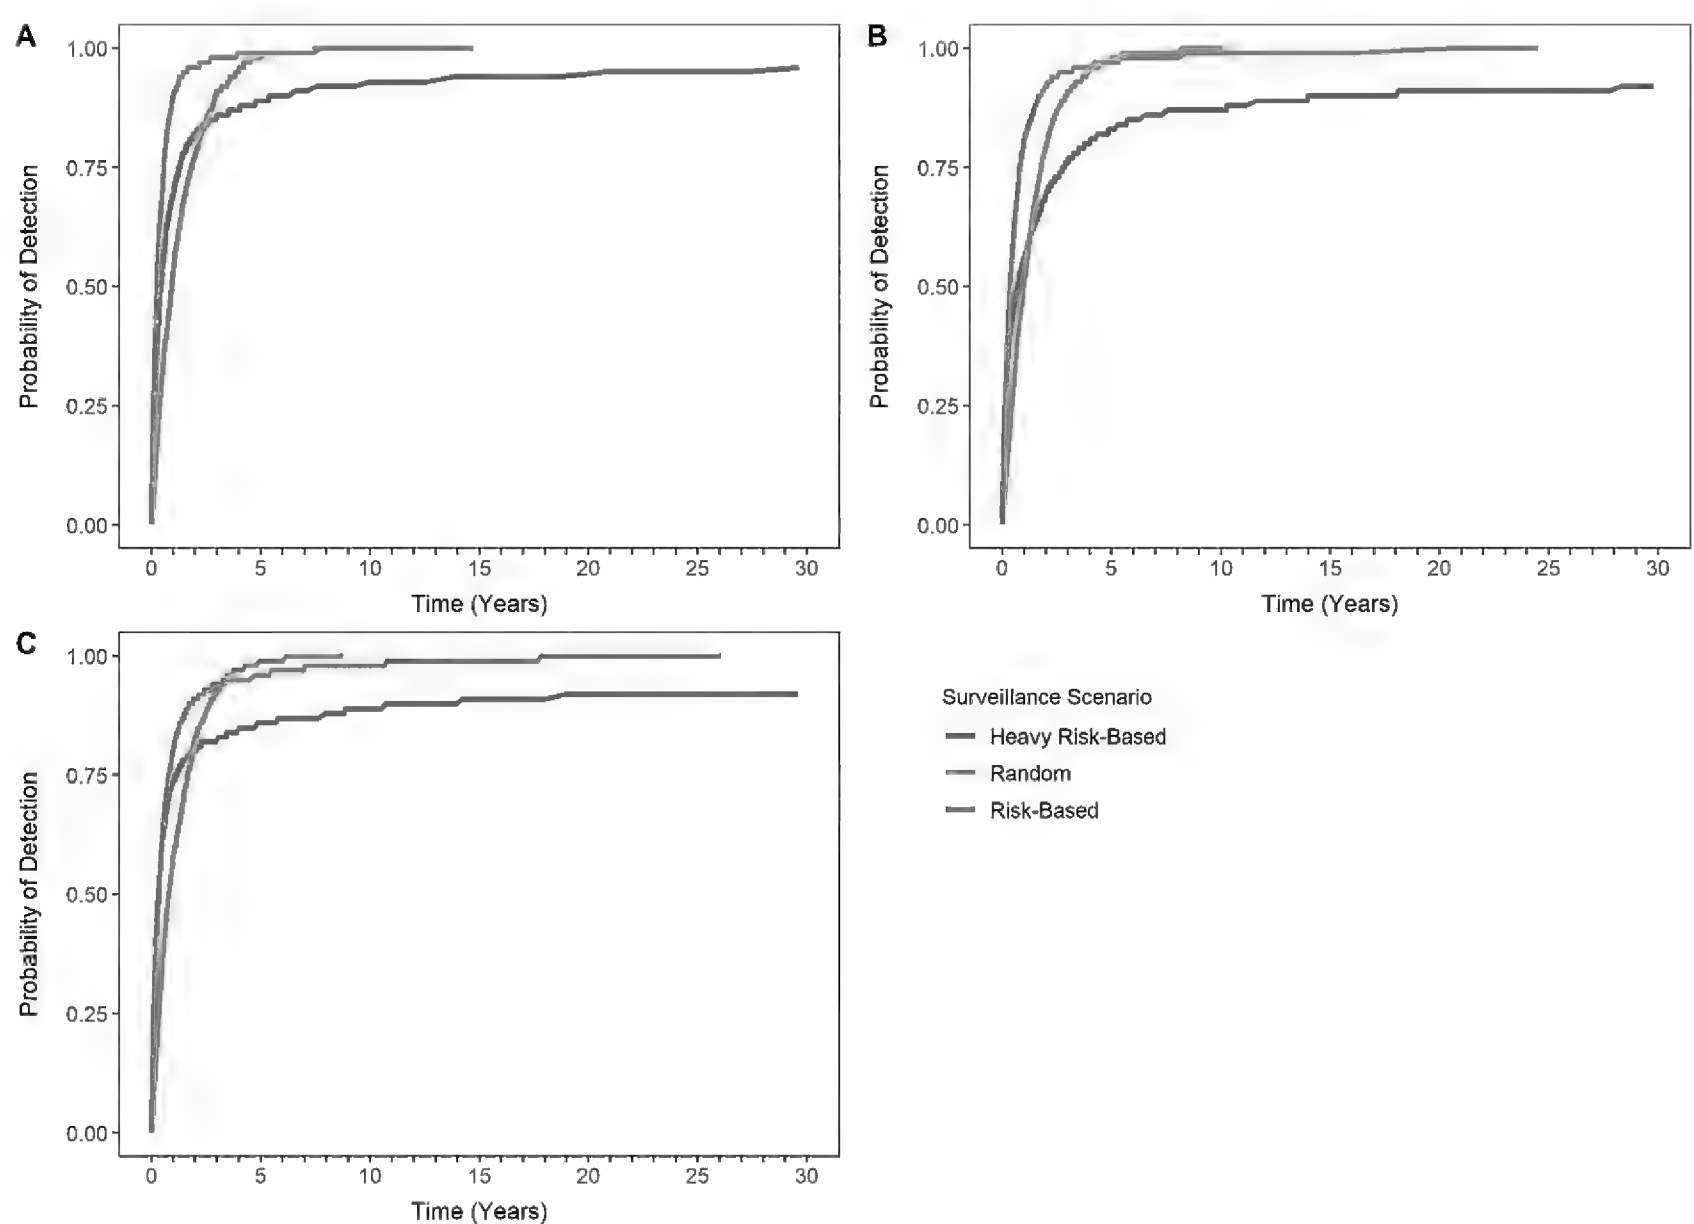 A
Probability of Detection
1.00
0.75
0.50
0.25
0.00
0 5 10 15 20 25 30
Time (Years)
B
Probability of Detection
1.00
0.75
0.50
0.25
0.00
0 5 10 15 20 25 30
Time (Years)
C
Probability of Detection
1.00
0.75
0.50
0.25
0.00
0 5 10 15 20 25 30
Time (Years)
Surveillance Scenario
Heavy Risk-Based
Random
Risk-Based